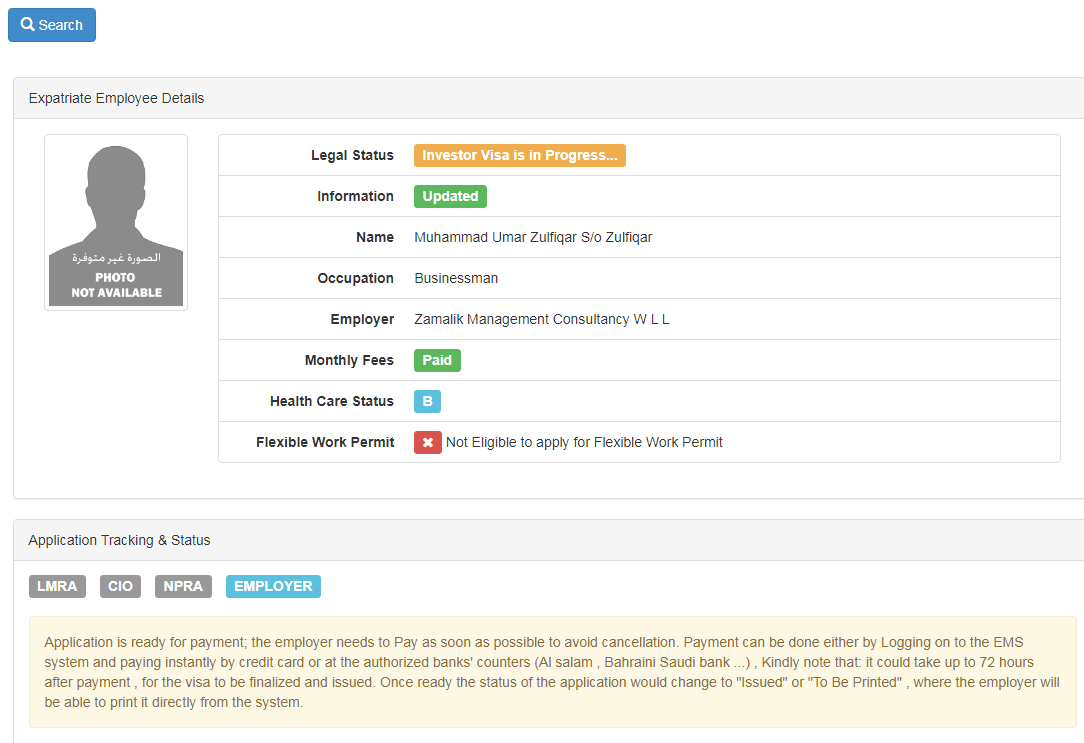 Search
Expatriate Employee Details
الصورة غير متوفرة
PHOTO
NOT AVAILABLE
Legal Status Investor Visa is in Progress...
Information Updated
Name Muhammad Umar Zulfiqar S/o Zulfiqar
Occupation Businessman
Employer Zamalik Management Consultancy W L L
Monthly Fees Paid
Health Care Status B
Flexible Work Permit Not Eligible to apply for Flexible Work Permit
Application Tracking & Status
LMRA CIO NPRA EMPLOYER
Application is ready for payment; the employer needs to Pay as soon as possible to avoid cancellation. Payment can be done either by Logging on to the EMS
system and paying instantly by credit card or at the authorized banks' counters (Al salam , Bahraini Saudi bank ...) , Kindly note that: it could take up to 72 hours
after payment , for the visa to be finalized and issued. Once ready the status of the application would change to "Issued" or "To Be Printed" , where the employer will
be able to print it directly from the system.